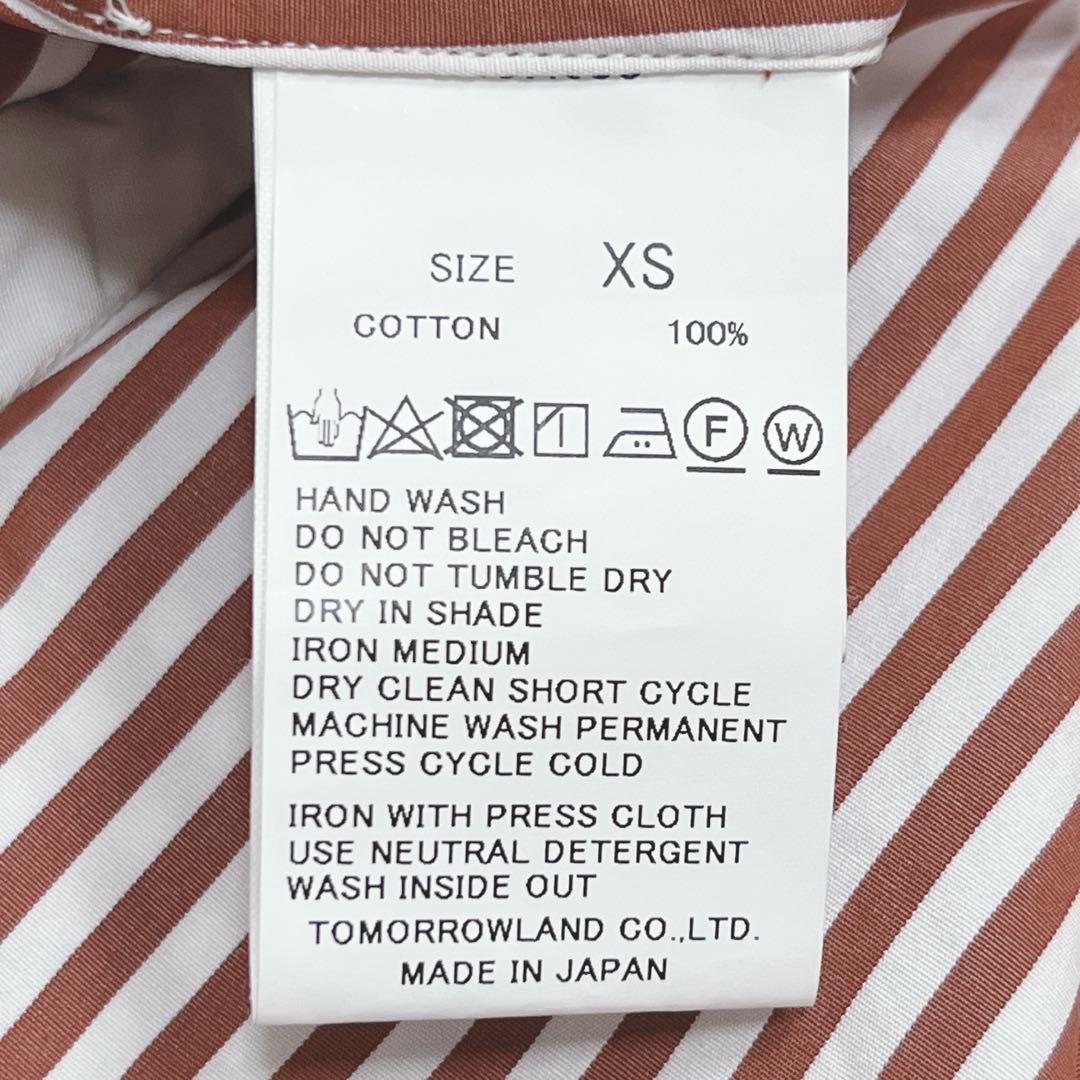 SIZE XS
COTTON 100%
F W
HAND WASH
DO NOT BLEACH
DO NOT TUMBLE DRY
DRY IN SHADE
IRON MEDIUM
DRY CLEAN SHORT CYCLE
MACHINE WASH PERMANENT
PRESS CYCLE COLD
IRON WITH PRESS CLOTH
USE NEUTRAL DETERGENT
WASH INSIDE OUT
TOMORROWLAND CO.,LTD.
MADE IN JAPAN